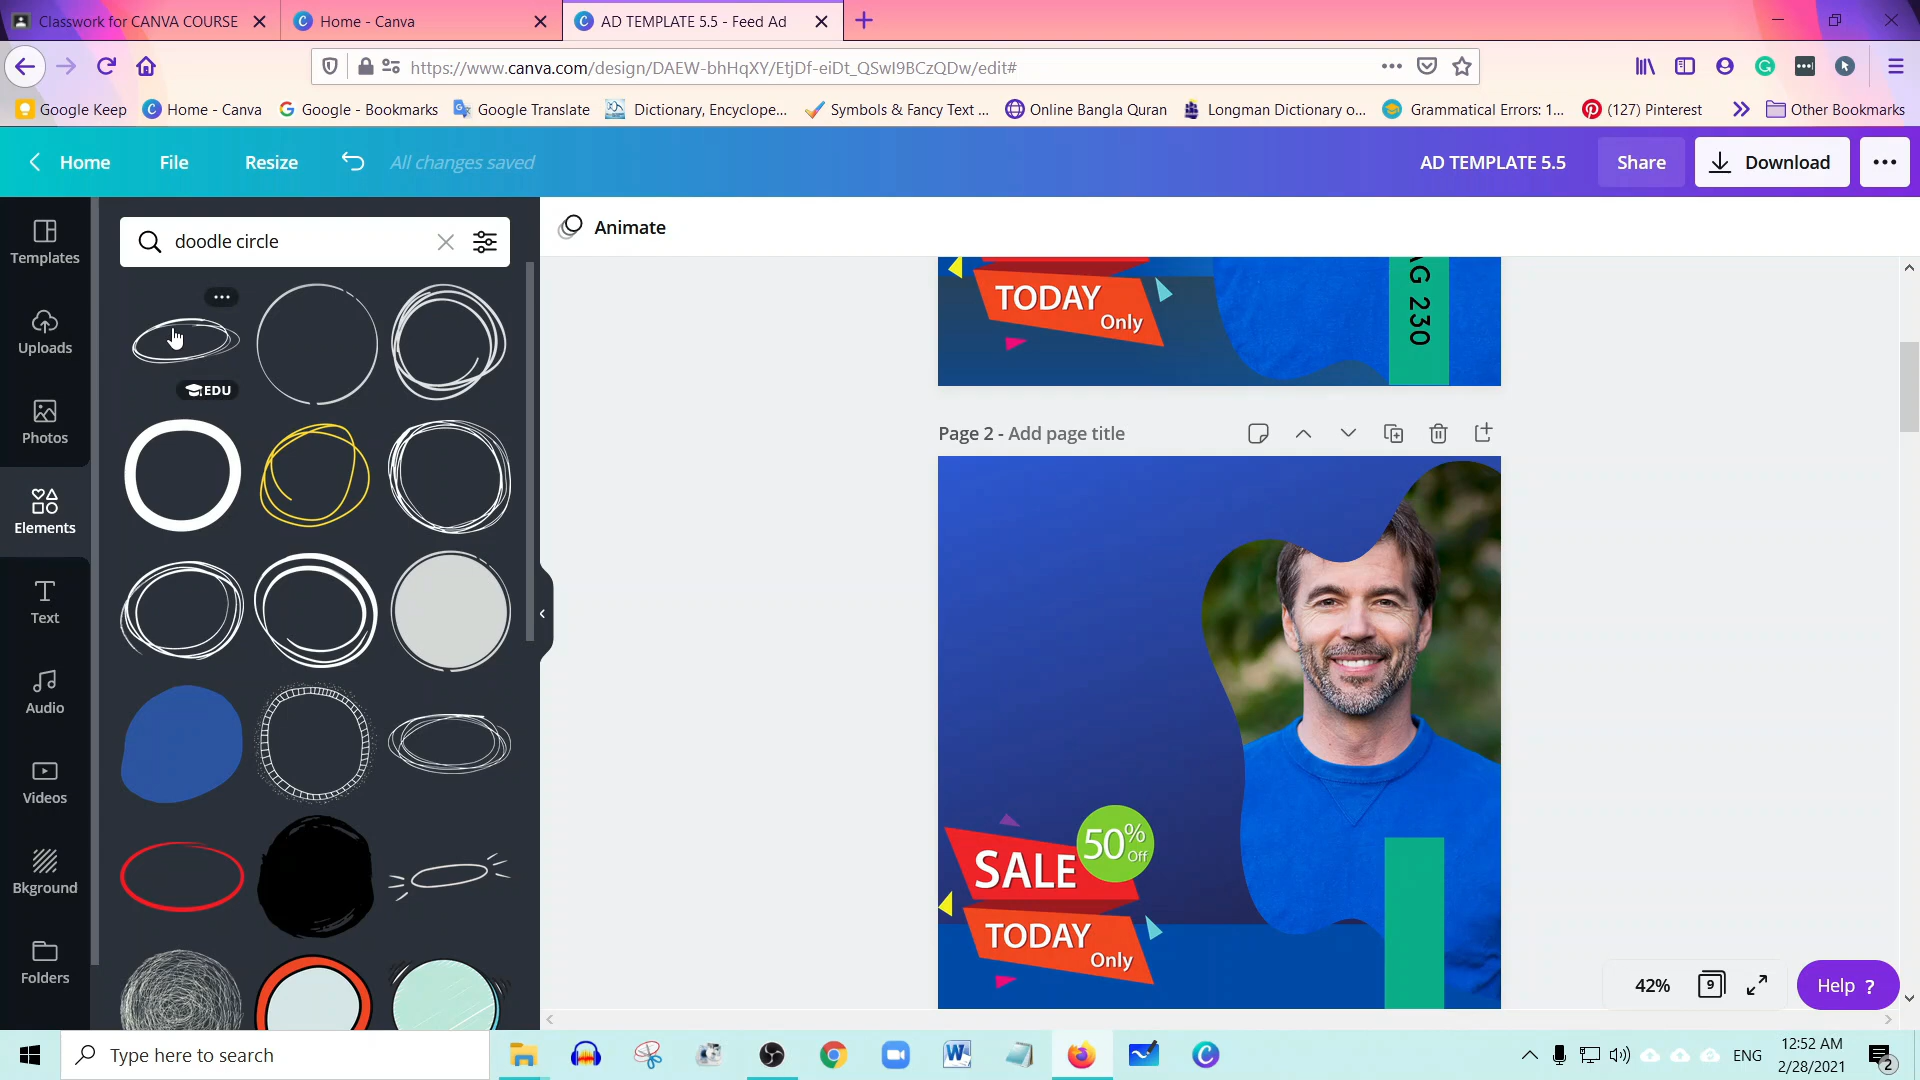 Classwork for CANVA COURSE
Home - Canva
AD TEMPLATE 5.5 - Feed Ad
https://www.canva.com/design/DAEW-bhHqXY/EtjDf-eiDt_QSwI9BCzQDw/edit#
Google Keep
Home - Canva
Google - Bookmarks
Google Translate
Dictionary, Encyclope...
Symbols & Fancy Text ...
Online Bangla Quran
Longman Dictionary o...
Grammatical Errors: 1...
(127) Pinterest
Other Bookmarks
Home
File
Resize
All changes saved
AD TEMPLATE 5.5
Share
Download
Templates
Uploads
Photos
Elements
Text
Audio
Videos
Bkground
Folders
doodle circle
EDU
Animate
TODAY
Only
AG 230
Page 2 - Add page title
50%
Off
SALE
TODAY
Only
42%
9
Help ?
Type here to search
ENG
12:52 AM
2/28/2021
2